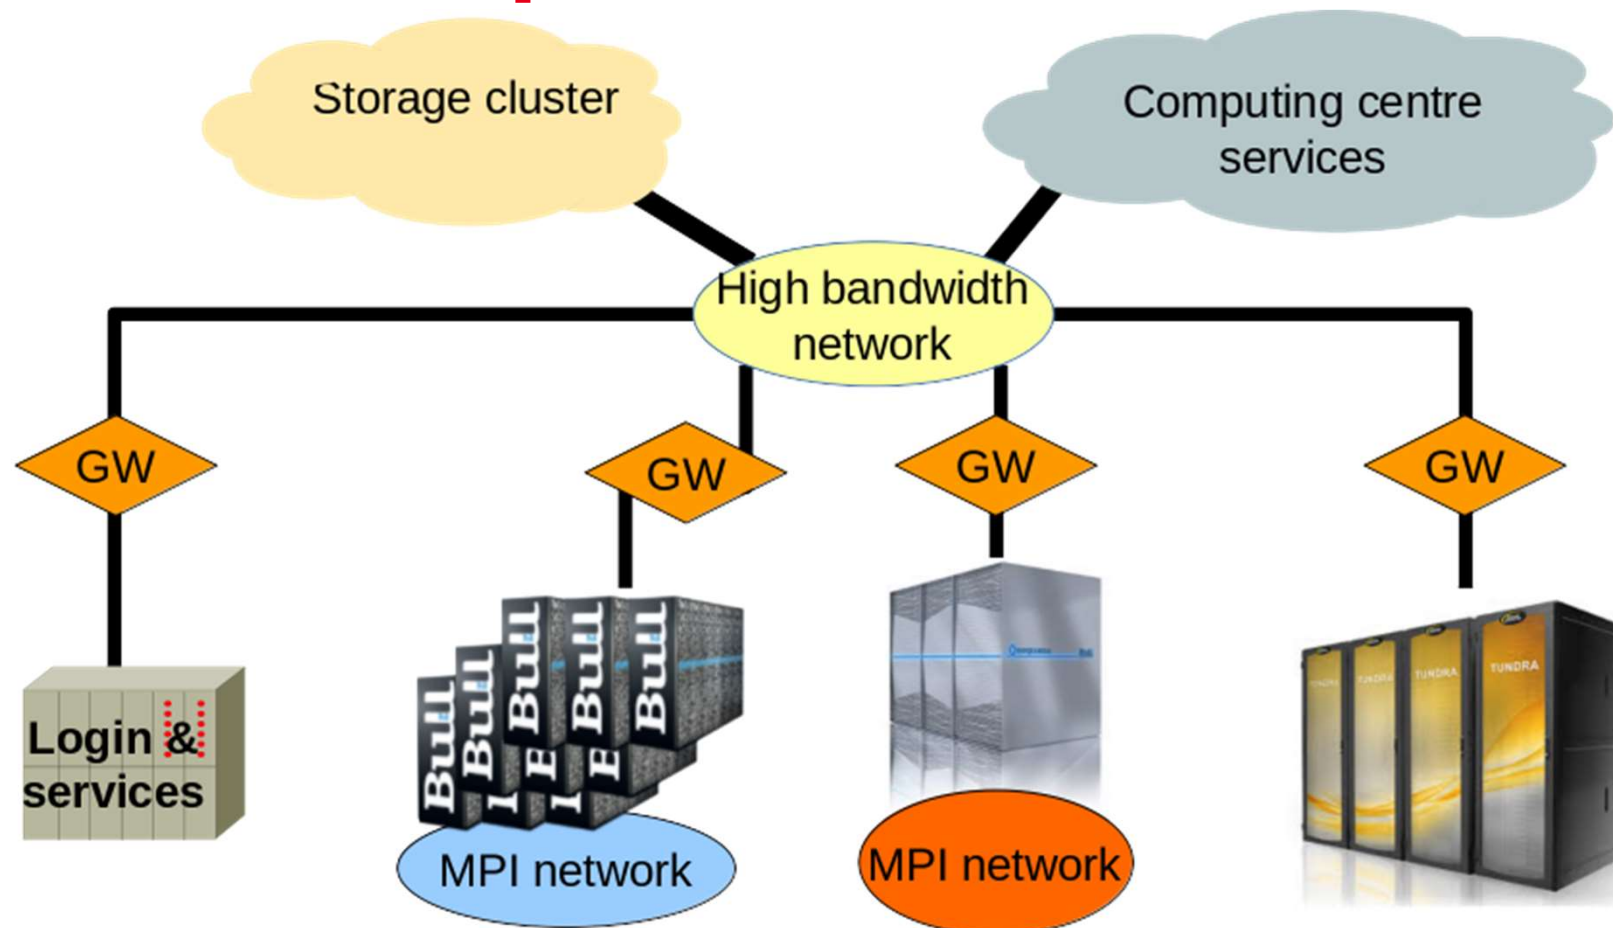 Storage cluster
Computing centre
services
High bandwidth
network
GW
GW
GW
GW
Login &
services
Bull
Bull
Bull
Bull
Bull
TUNDRA
TUNDRA
TUNDRA
TUNDRA
MPI network
MPI network